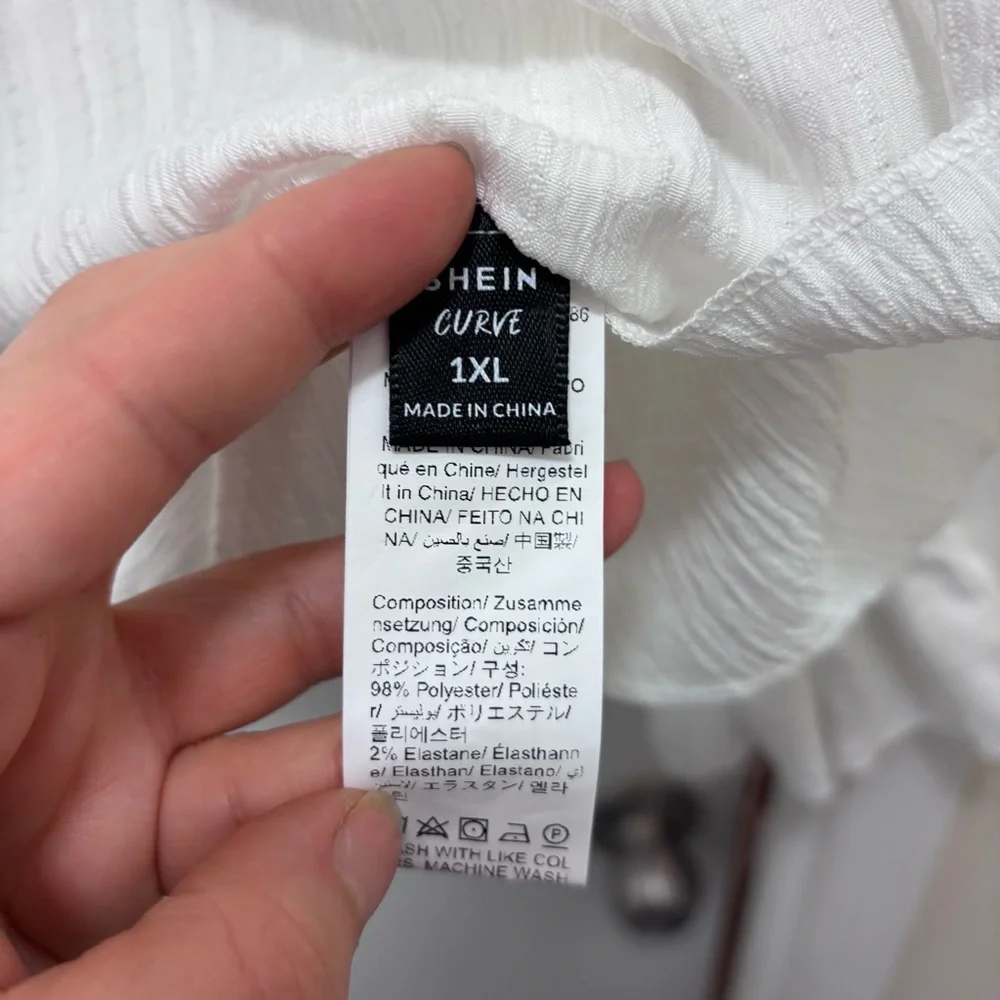 SHEIN
CURVE
1XL
MADE IN CHINA
86
MADE IN CHINA/ Fabri
qué en Chine/ Hergestel
lt in China/ HECHO EN
CHINA/ FEITO NA CHI
NA/ صنع بالصين/ 中国製/
중국산
Composition/ Zusamme
nsetzung/ Composición/
Composição/ تكوين/ コン
ポジション/ 구성:
98% Polyester/ Poliéste
r/ بوليستر/ ポリエステル/
폴리에스터
2% Elastane/ Élasthann
e/ Elasthan/ Elastano/
エラスタン/ 엘라
P
ASH WITH LIKE COL
RS. MACHINE WASH